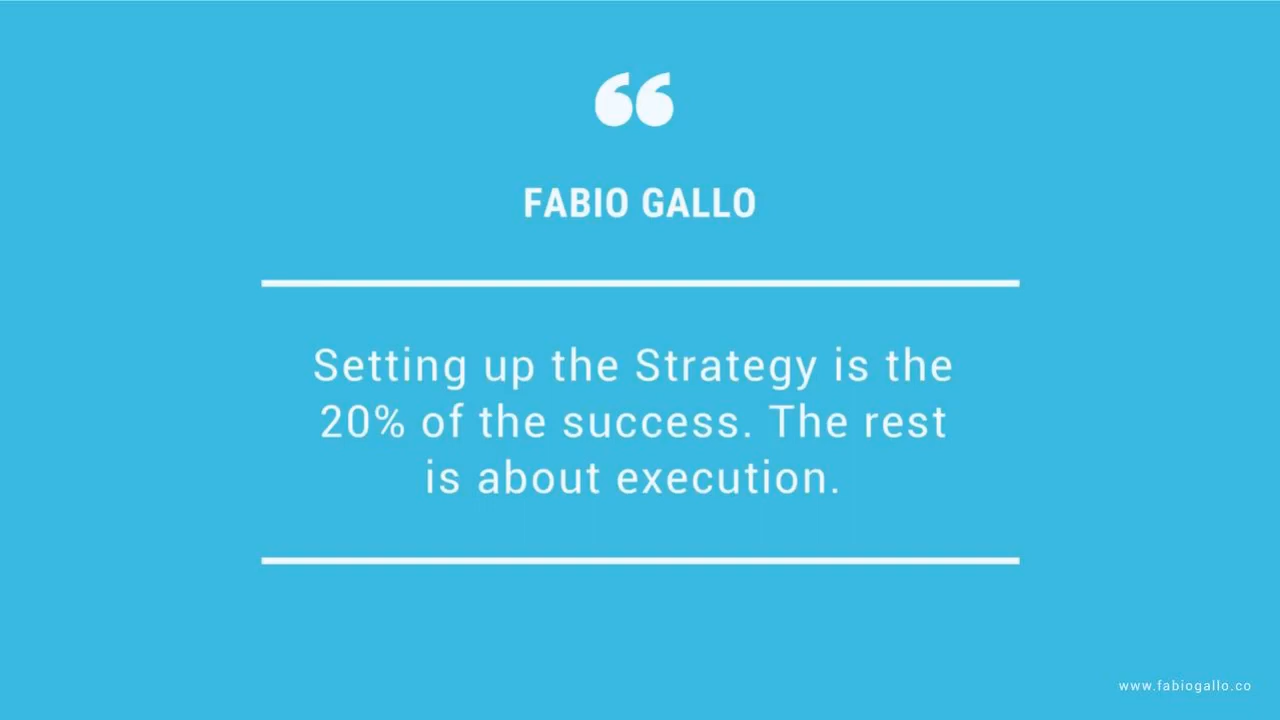 ❝
FABIO GALLO
Setting up the Strategy is the
20% of the success. The rest
is about execution.
www.fabiogallo.co